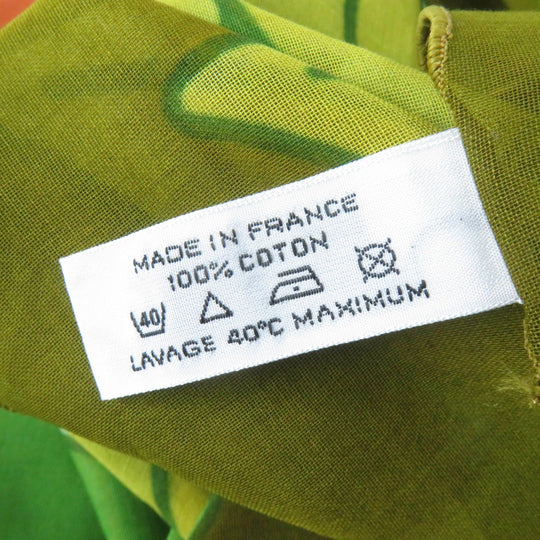 MADE IN FRANCE
100% COTON
40
LAVAGE 40°C MAXIMUM